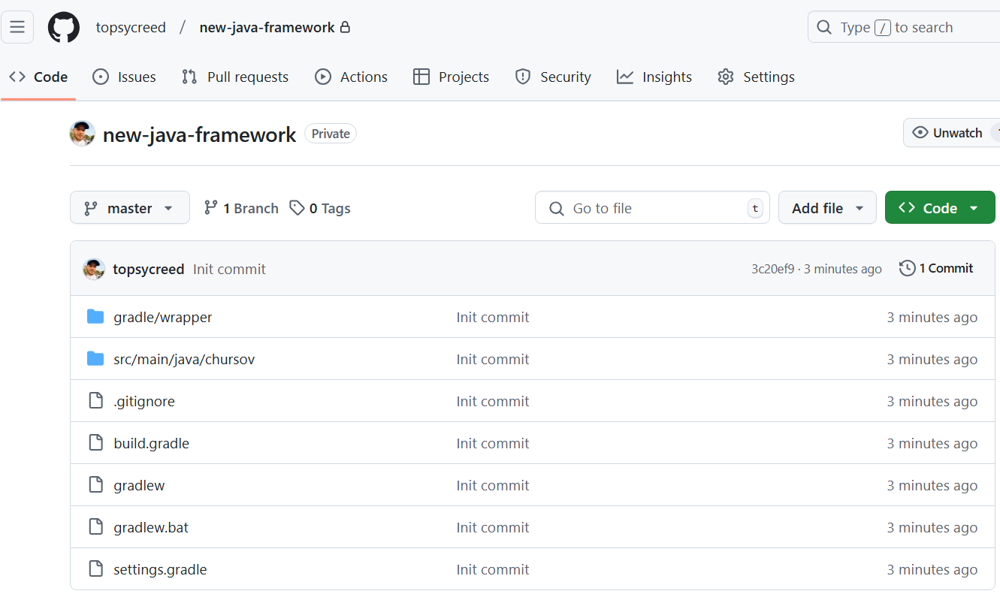 topsycreed / new-java-framework
Type / to search
Code Issues Pull requests Actions Projects Security Insights Settings
new-java-framework Private
Unwatch
master 1 Branch 0 Tags
Go to file t
Add file Code
topsycreed Init commit 3c20ef9 · 3 minutes ago 1 Commit
gradle/wrapper Init commit 3 minutes ago
src/main/java/chursov Init commit 3 minutes ago
.gitignore Init commit 3 minutes ago
build.gradle Init commit 3 minutes ago
gradlew Init commit 3 minutes ago
gradlew.bat Init commit 3 minutes ago
settings.gradle Init commit 3 minutes ago